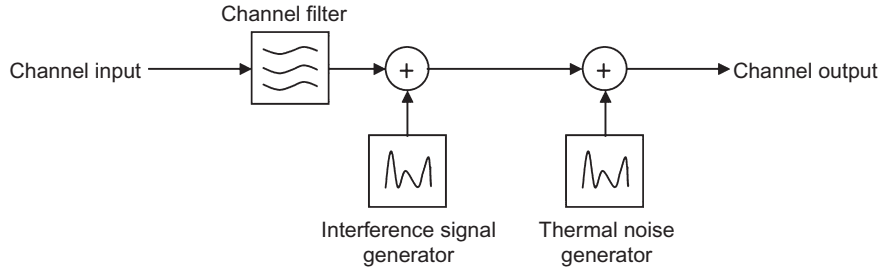 Channel filter
Channel input
+
+
Channel output
Interference signal
generator
Thermal noise
generator